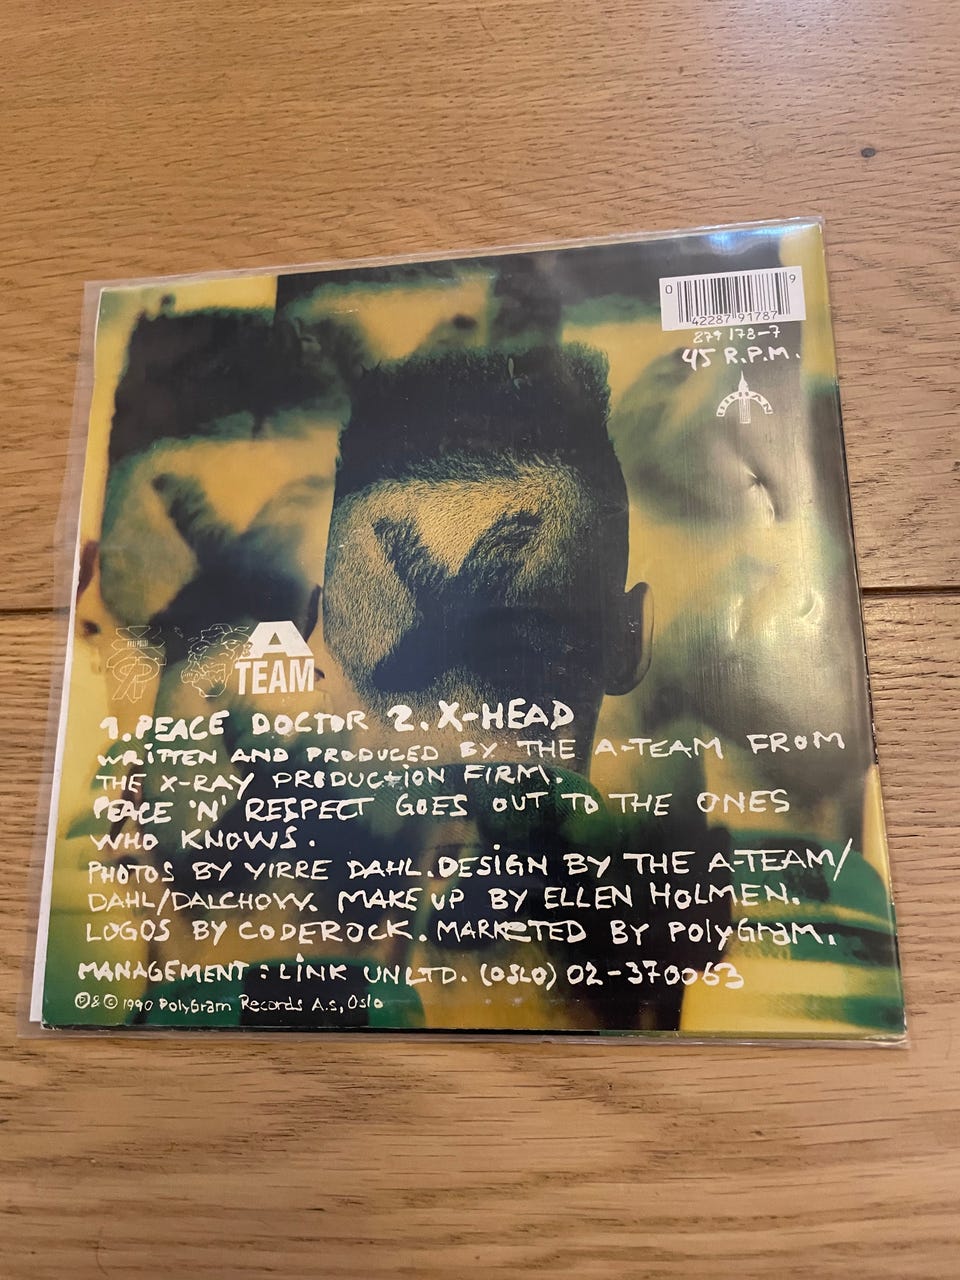 0 42287 91787 9
879 178-7
45 R.P.M.
URBAN
A
TEAM
1. PEACE DOCTOR 2. X-HEAD
WRITTEN AND PRODUCED BY THE A-TEAM FROM
THE X-RAY PRODUCTION FIRM.
PEACE 'N' RESPECT GOES OUT TO THE ONES
WHO KNOWS.
PHOTOS BY VIRRE DAHL. DESIGN BY THE A-TEAM/
DAHL/DALCHOW. MAKE UP BY ELLEN HOLMEN.
LOGOS BY CODEROCK. MARKETED BY PolyGram.
MANAGEMENT: LINK UNLTD. (OSLO) 02-370063
℗ & © 1990 PolyGram Records A.S, Oslo